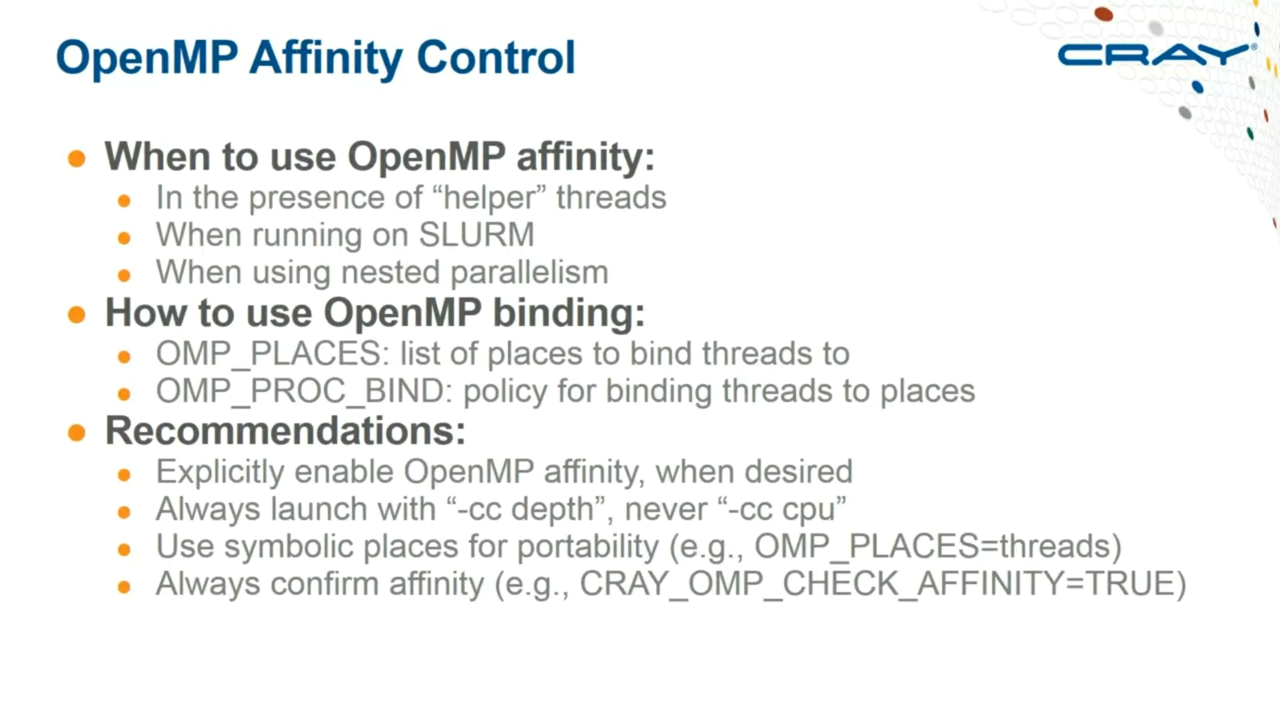 OpenMP Affinity Control
CRAY®
When to use OpenMP affinity:
In the presence of “helper” threads
When running on SLURM
When using nested parallelism
How to use OpenMP binding:
OMP_PLACES: list of places to bind threads to
OMP_PROC_BIND: policy for binding threads to places
Recommendations:
Explicitly enable OpenMP affinity, when desired
Always launch with “-cc depth”, never “-cc cpu”
Use symbolic places for portability (e.g., OMP_PLACES=threads)
Always confirm affinity (e.g., CRAY_OMP_CHECK_AFFINITY=TRUE)